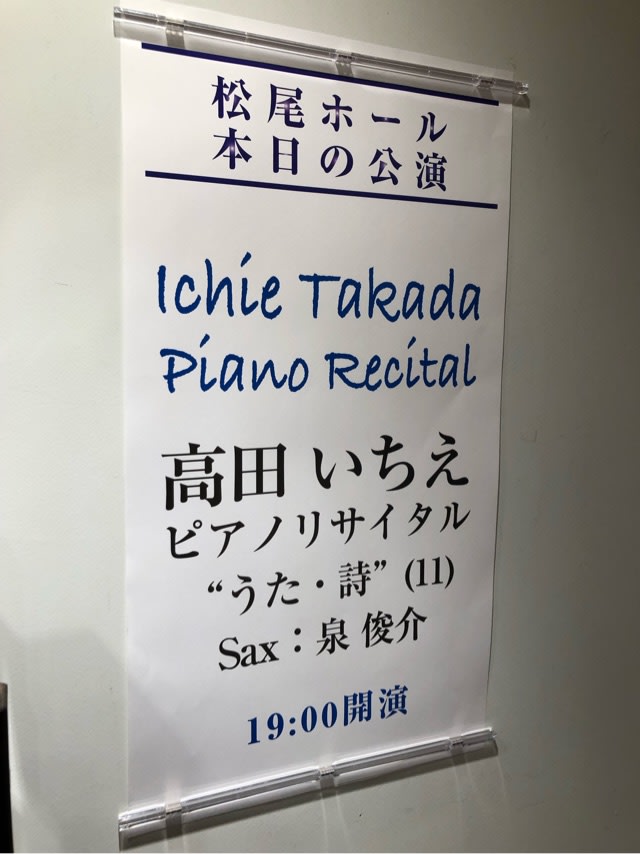 松尾ホール
本日の公演
Ichie Takada
Piano Recital
高田 いちえ
ピアノリサイタル
“うた・詩” (11)
Sax：泉 俊介
19:00開演